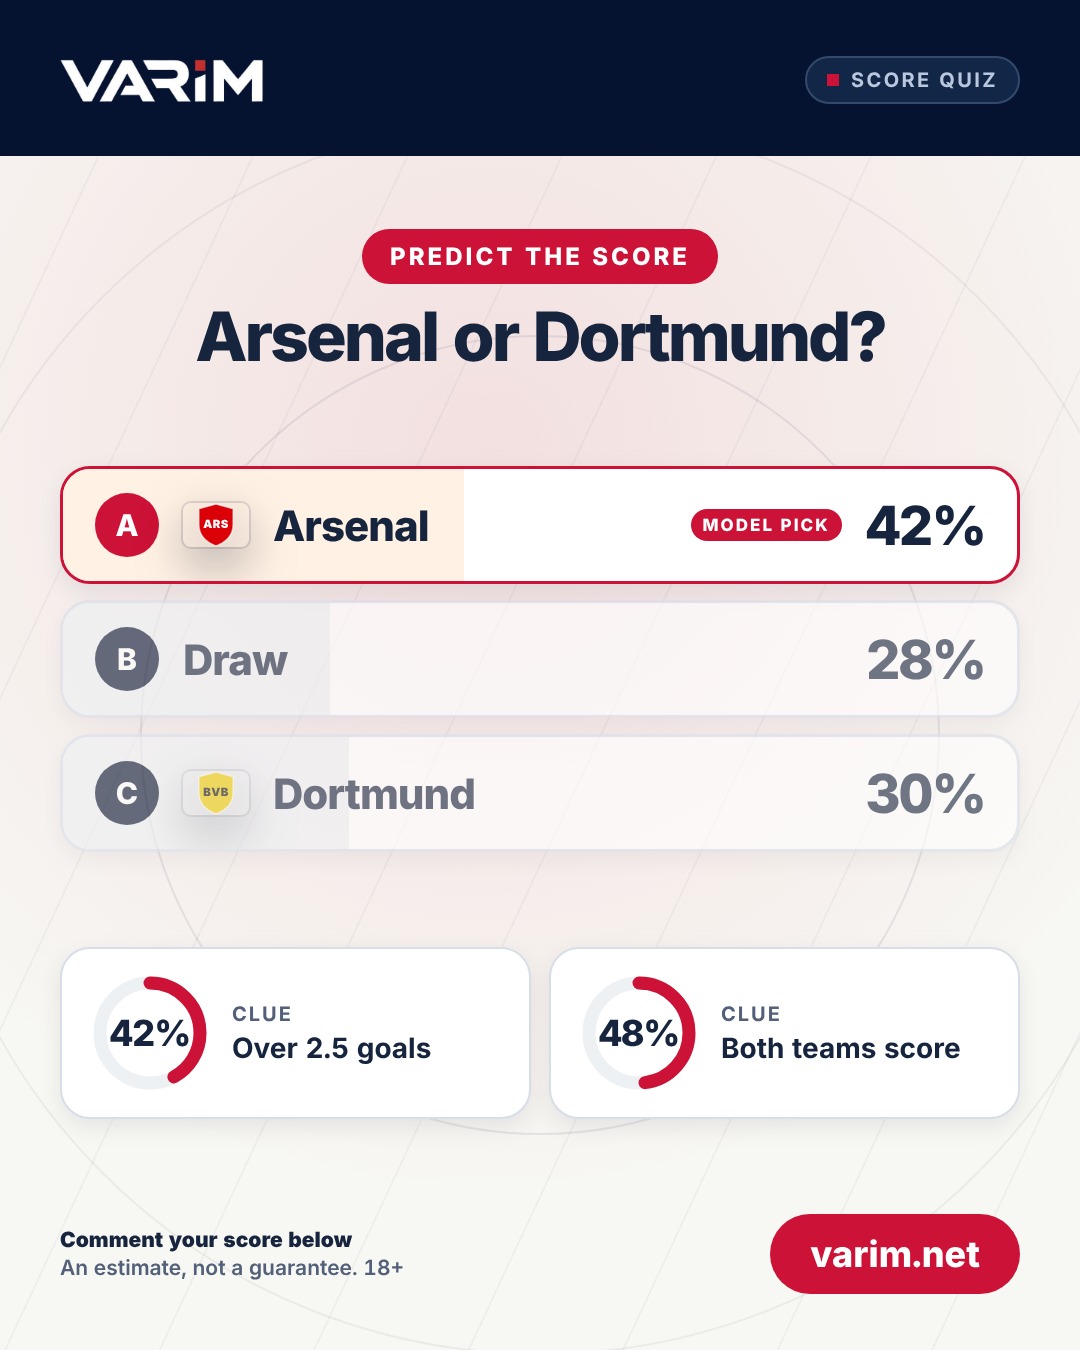 VARiM
SCORE QUIZ
PREDICT THE SCORE
Arsenal or Dortmund?
A ARS Arsenal MODEL PICK 42%
B Draw 28%
C BVB Dortmund 30%
42% CLUE
Over 2.5 goals
48% CLUE
Both teams score
Comment your score below
An estimate, not a guarantee. 18+
varim.net